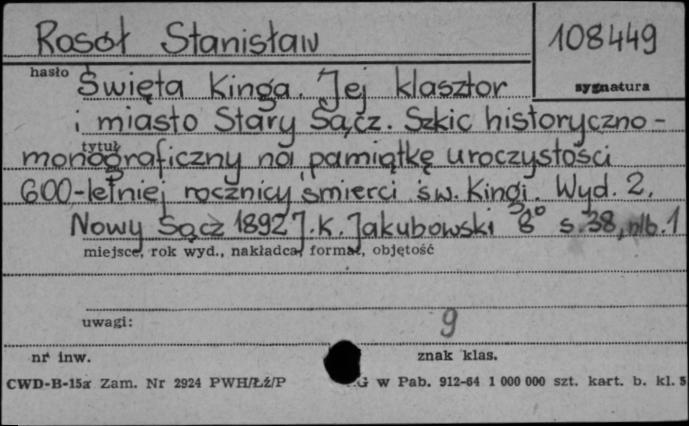 Rosół Stanisław
108449
hasło
sygnatura
Święta Kinga. Jej klasztor
i miasto Stary Sącz. Szkic historyczno-
tytuł
monograficzny na pamiątkę uroczystości
600-letniej rocznicy śmierci św. Kingi. Wyd. 2.
Nowy Sącz 1892 J. K. Jakubowski 8° s. 38, nlb. 1
miejsce, rok wyd., nakładca, format, objętość
uwagi:
9
nr inw.
znak klas.
CWD-B-15a Zam. Nr 2924 PWH/Łź/P
G w Pab. 912-64 1 000 000 szt. kart. b. kl. 5